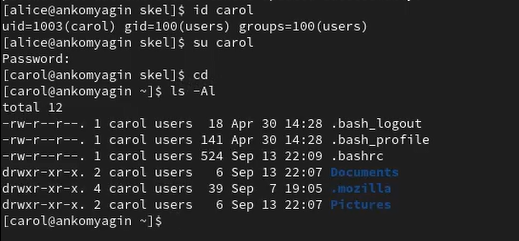 [alice@ankomyagin skel]$ id carol
uid=1003(carol) gid=100(users) groups=100(users)
[alice@ankomyagin skel]$ su carol
Password:
[carol@ankomyagin skel]$ cd
[carol@ankomyagin ~]$ ls -Al
total 12
-rw-r--r--. 1 carol users  18 Apr 30 14:28 .bash_logout
-rw-r--r--. 1 carol users 141 Apr 30 14:28 .bash_profile
-rw-r--r--. 1 carol users 524 Sep 13 22:09 .bashrc
drwxr-xr-x. 2 carol users   6 Sep 13 22:07 Documents
drwxr-xr-x. 4 carol users  39 Sep  7 19:05 .mozilla
drwxr-xr-x. 2 carol users   6 Sep 13 22:07 Pictures
[carol@ankomyagin ~]$